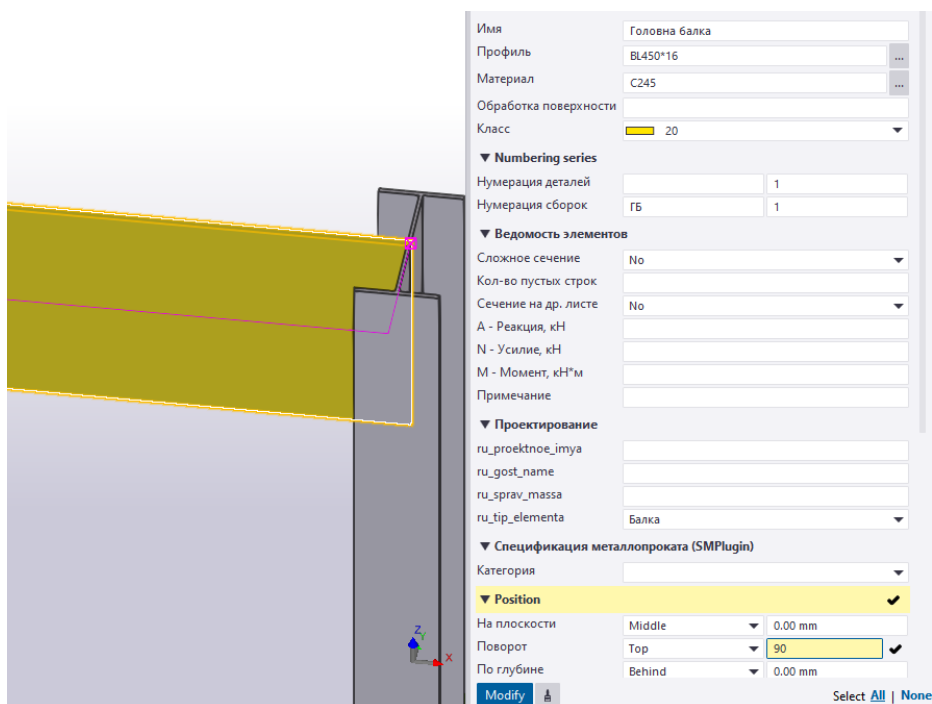 Имя Головна балка
Профиль BL450*16 ...
Материал C245 ...
Обработка поверхности
Класс 20
▼ Numbering series
Нумерация деталей 1
Нумерация сборок ГБ 1
▼ Ведомость элементов
Сложное сечение No
Кол-во пустых строк
Сечение на др. листе No
A - Реакция, кН
N - Усилие, кН
M - Момент, кН*м
Примечание
▼ Проектирование
ru_proektnoe_imya
ru_gost_name
ru_sprav_massa
ru_tip_elementa Балка
▼ Спецификация металлопроката (SMPlugin)
Категория
▼ Position
На плоскости Middle 0.00 mm
Поворот Top 90
По глубине Behind 0.00 mm
Z
Y
X
Modify Select All | None